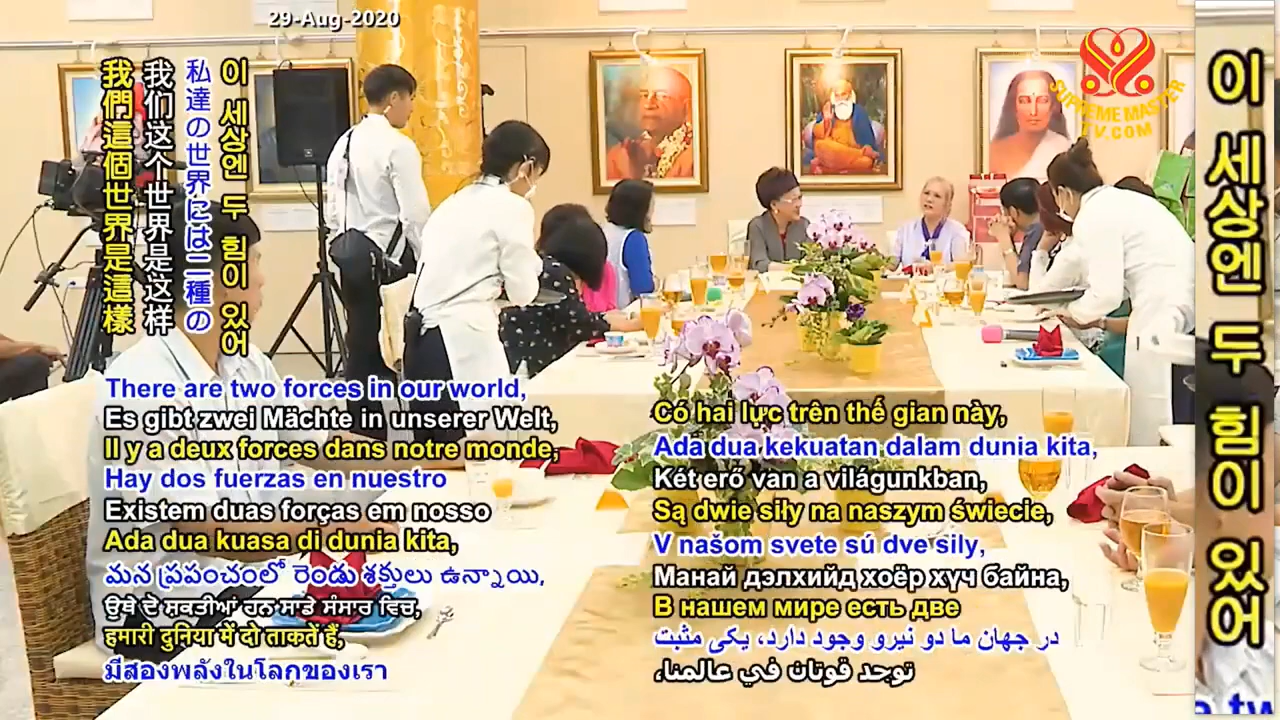 29-Aug-2020
SUPREME MASTER
TV.COM
이 세상엔 두 힘이 있어
私達の世界には二種の
我们这个世界是这样
我們這個世界是這樣
There are two forces in our world,
Es gibt zwei Mächte in unserer Welt,
Il y a deux forces dans notre monde,
Hay dos fuerzas en nuestro
Existem duas forças em nosso
Ada dua kuasa di dunia kita,
మన ప్రపంచంలో రెండు శక్తులు ఉన్నాయి,
ਉਥੇ ਦੋ ਸ਼ਕਤੀਆਂ ਹਨ ਸਾਡੇ ਸੰਸਾਰ ਵਿਚ,
हमारी दुनिया में दो ताकतें हैं,
มีสองพลังในโลกของเรา
Có hai lực trên thế gian này,
Ada dua kekuatan dalam dunia kita,
Két erő van a világunkban,
Są dwie siły na naszym świecie,
V našom svete sú dve sily,
Манай дэлхийд хоёр хүч байна,
В нашем мире есть две
در جهان ما دو نیرو وجود دارد، یکی مثبت
توجد قوتان في عالمنا،
이 세상엔 두 힘이 있어